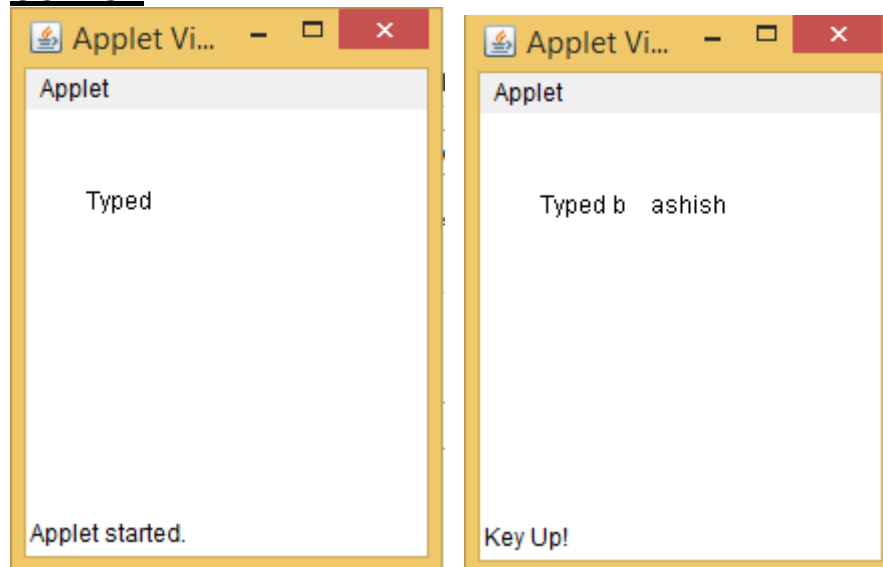 Applet Vi...
Applet
Typed
Applet started.
Applet Vi...
Applet
Typed b ashish
Key Up!